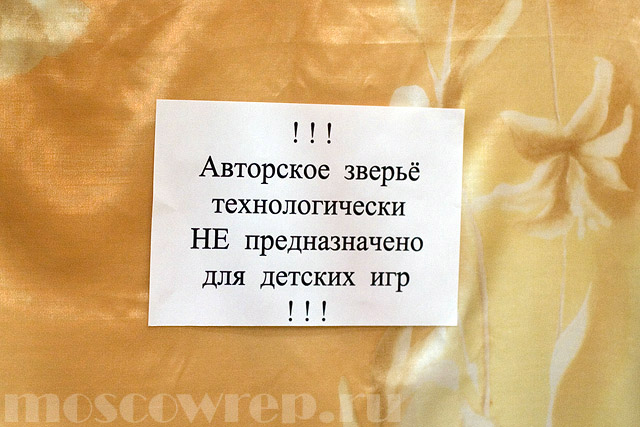 ! ! !
Авторское зверьё
технологически
НЕ предназначено
для детских игр
! ! !
moscowrep.ru